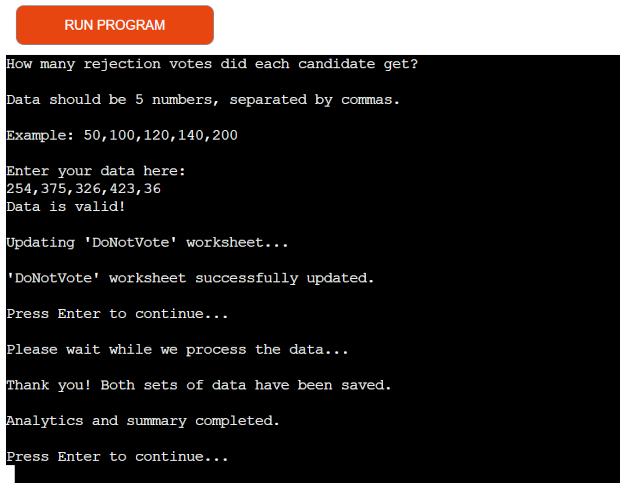 RUN PROGRAM
How many rejection votes did each candidate get?
Data should be 5 numbers, separated by commas.
Example: 50,100,120,140,200
Enter your data here:
254,375,326,423,36
Data is valid!
Updating 'DoNotVote' worksheet...
'DoNotVote' worksheet successfully updated.
Press Enter to continue...
Please wait while we process the data...
Thank you! Both sets of data have been saved.
Analytics and summary completed.
Press Enter to continue...